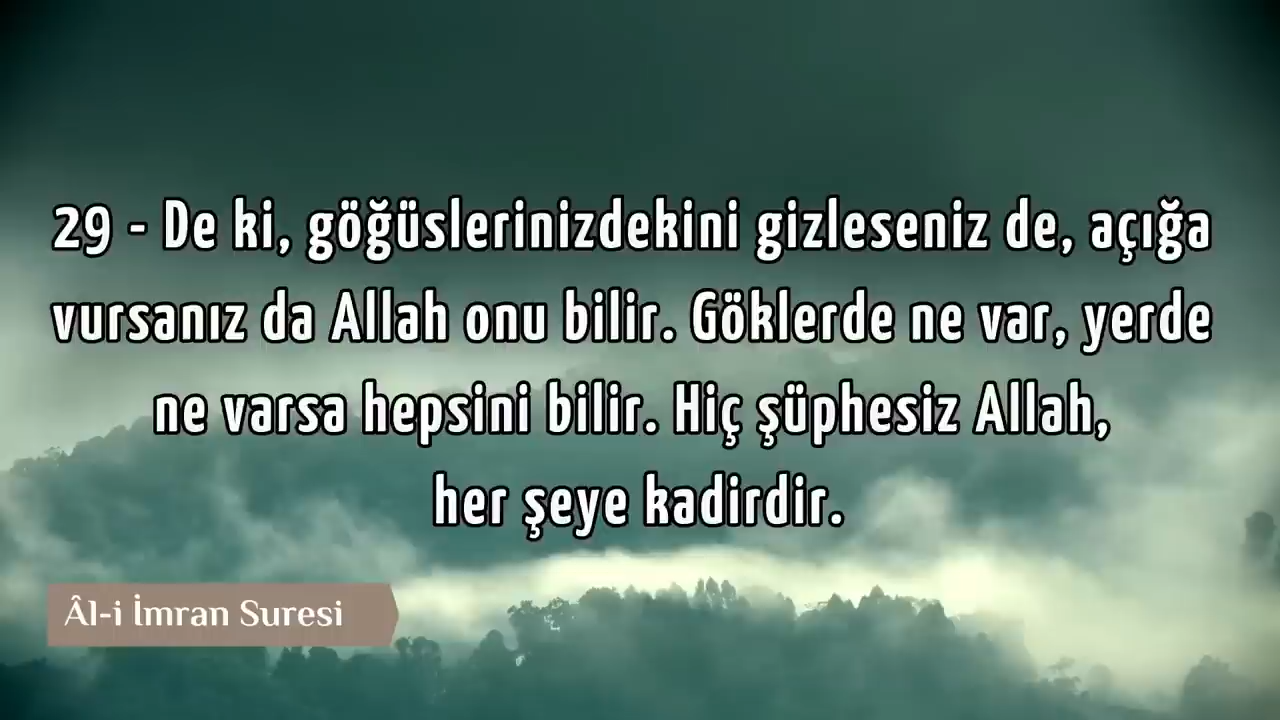 29 - De ki, göğüslerinizdekini gizleseniz de, açığa
vursanız da Allah onu bilir. Göklerde ne var, yerde
ne varsa hepsini bilir. Hiç şüphesiz Allah,
her şeye kadirdir.
Âl-i İmran Suresi